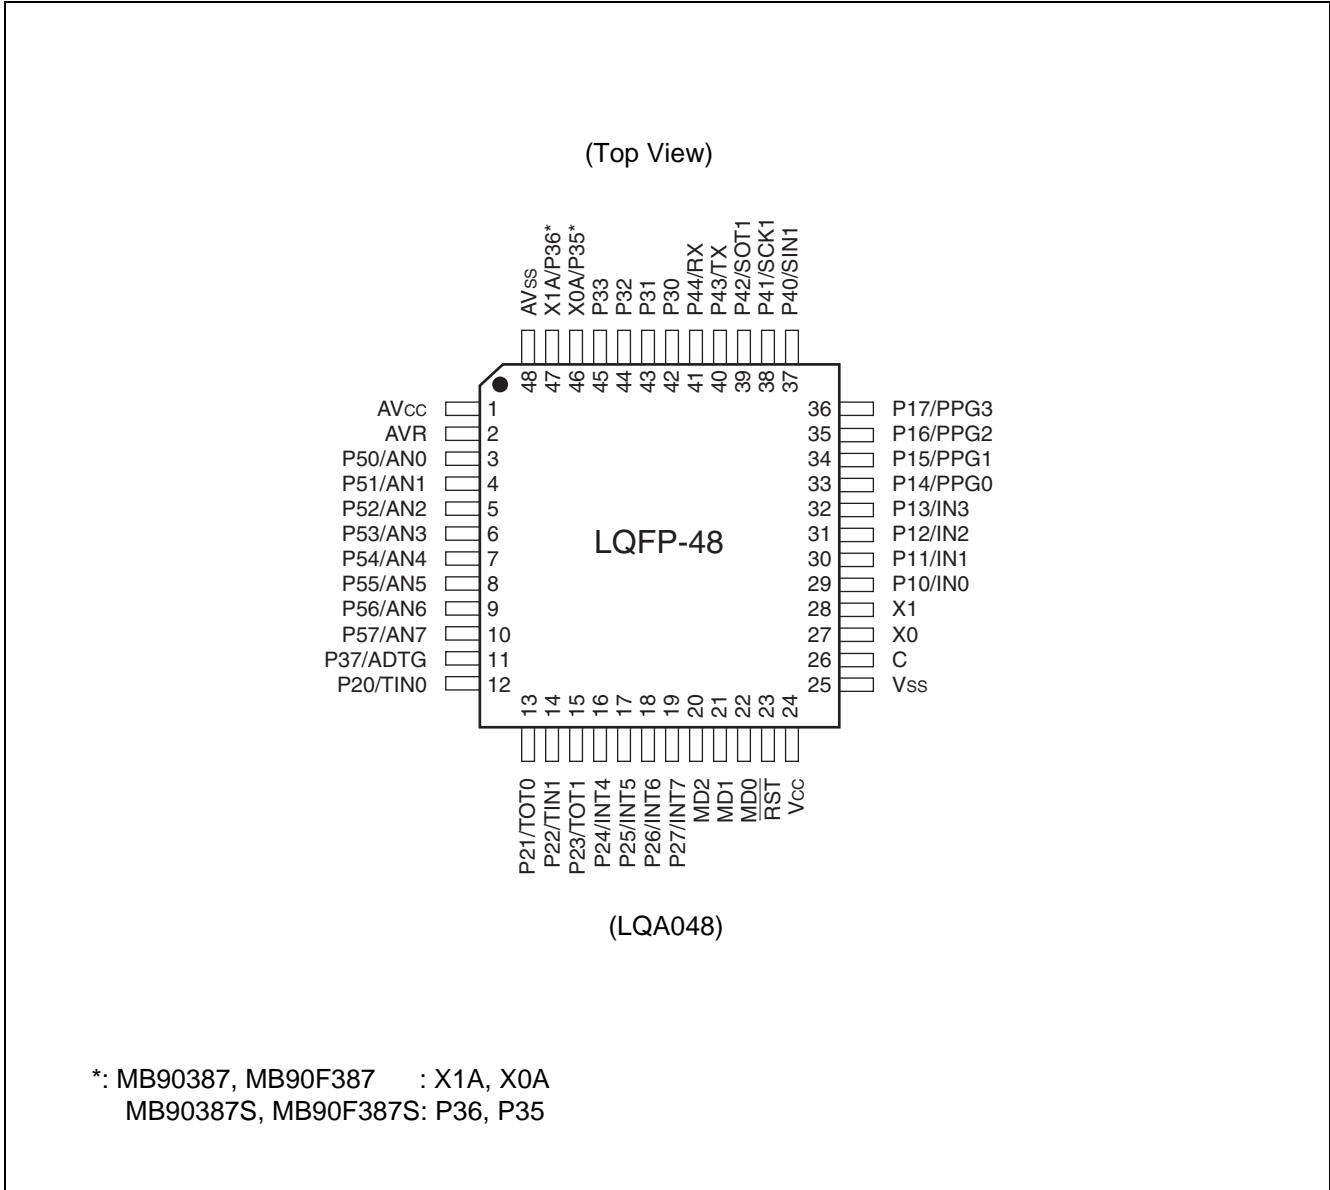 (Top View)
AVss
X1A/P36*
X0A/P35*
P33
P32
P31
P30
P44/RX
P43/TX
P42/SOT1
P41/SCK1
P40/SIN1
48
47
46
45
44
43
42
41
40
39
38
37
AVcc 1
AVR 2
P50/AN0 3
P51/AN1 4
P52/AN2 5
P53/AN3 6
P54/AN4 7
P55/AN5 8
P56/AN6 9
P57/AN7 10
P37/ADTG 11
P20/TIN0 12
LQFP-48
36 P17/PPG3
35 P16/PPG2
34 P15/PPG1
33 P14/PPG0
32 P13/IN3
31 P12/IN2
30 P11/IN1
29 P10/IN0
28 X1
27 X0
26 C
25 Vss
13
14
15
16
17
18
19
20
21
22
23
24
P21/TOT0
P22/TIN1
P23/TOT1
P24/INT4
P25/INT5
P26/INT6
P27/INT7
MD2
MD1
MD0
RST
Vcc
(LQA048)
*: MB90387, MB90F387 : X1A, X0A
MB90387S, MB90F387S: P36, P35